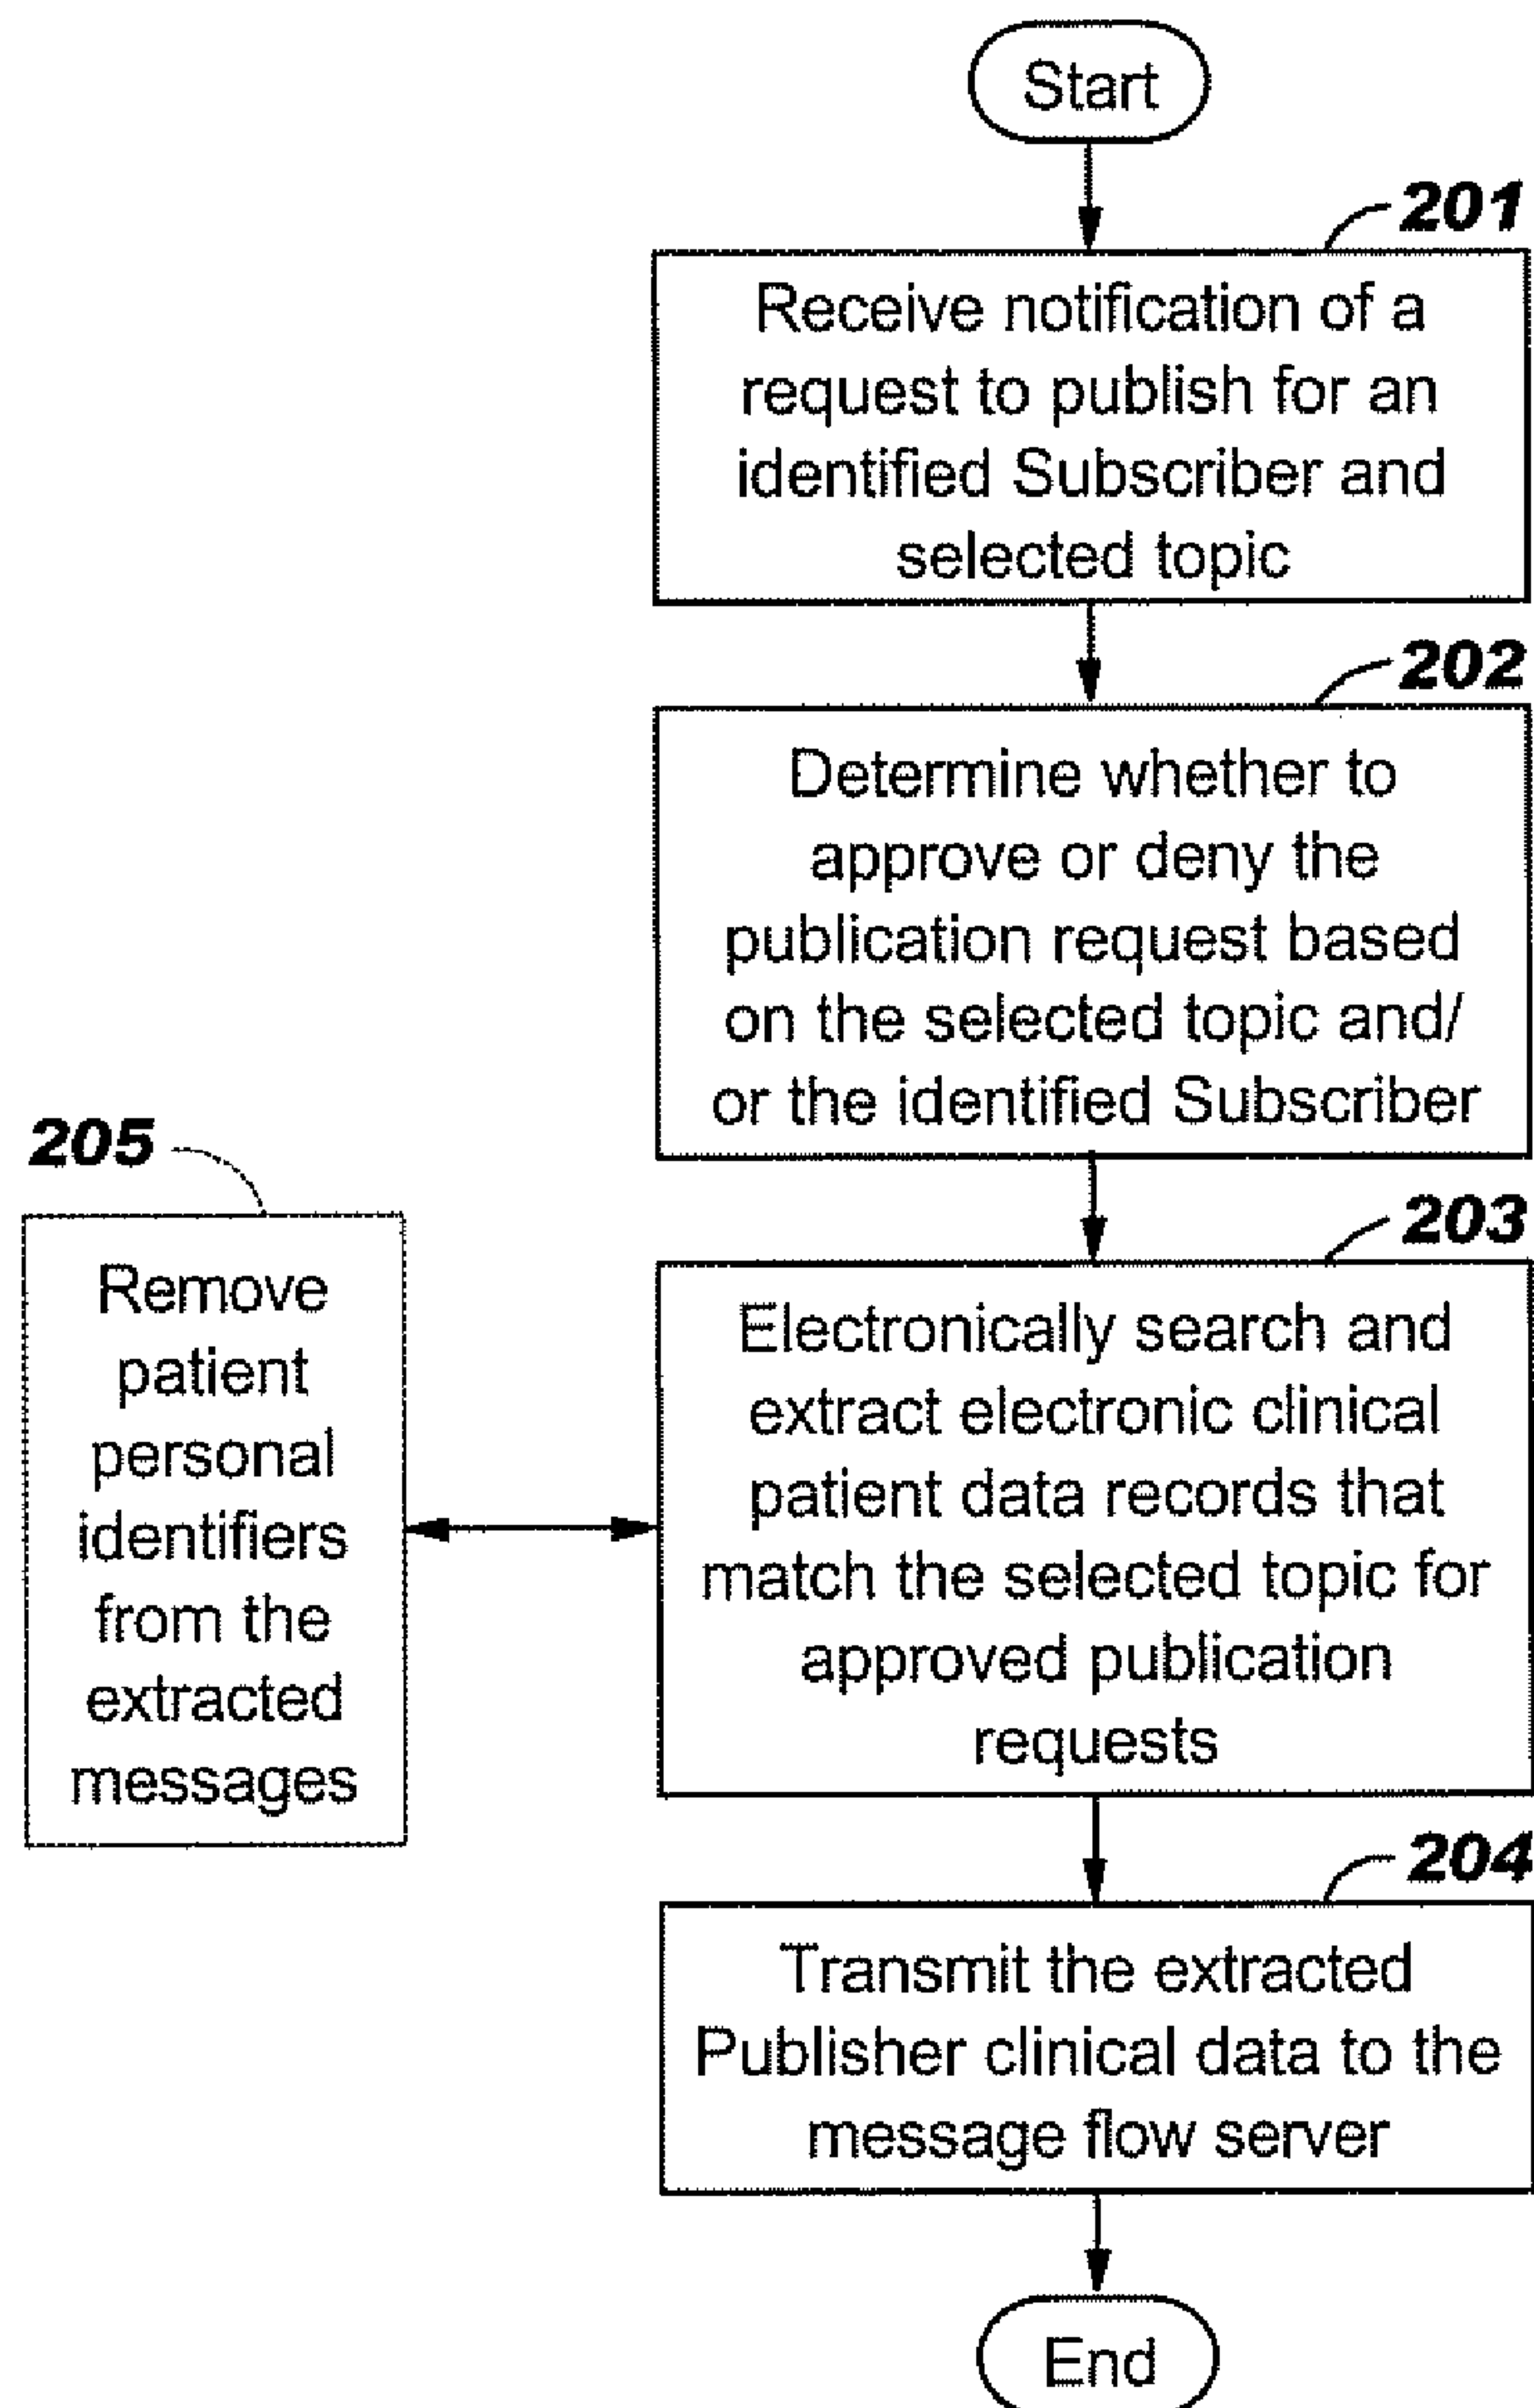 Start
201
Receive notification of a
request to publish for an
identified Subscriber and
selected topic
202
Determine whether to
approve or deny the
publication request based
on the selected topic and/
or the identified Subscriber
205
Remove
patient
personal
identifiers
from the
extracted
messages
203
Electronically search and
extract electronic clinical
patient data records that
match the selected topic for
approved publication
requests
204
Transmit the extracted
Publisher clinical data to the
message flow server
End